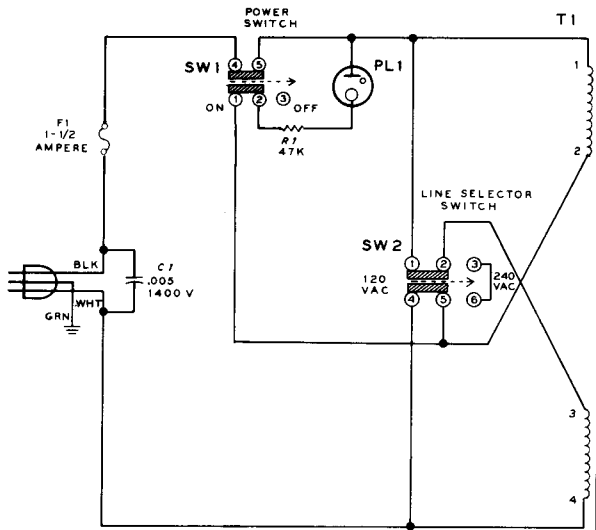 POWER
SWITCH
T1
SW1
4
5
PL1
1
2
3
ON
OFF
R1
47K
F1
1-1/2
AMPERE
1
2
LINE SELECTOR
SWITCH
SW2
1
2
3
120
VAC
240
VAC
4
5
6
BLK
C1
.005
1400 V
WHT
GRN
3
4